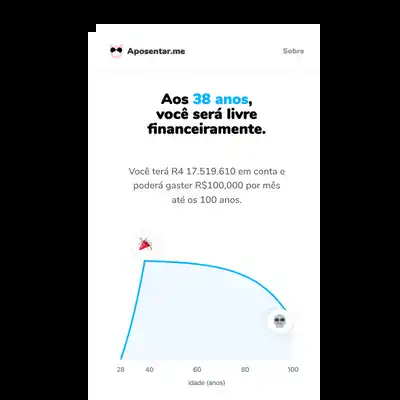 Aposentar.me
Sobre
Aos 38 anos,
você será livre
financeiramente.
Você terá R4 17.519.610 em conta e
poderá gaster R$100,000 por mês
até os 100 anos.
28 40 60 80 100
Idade (anos)